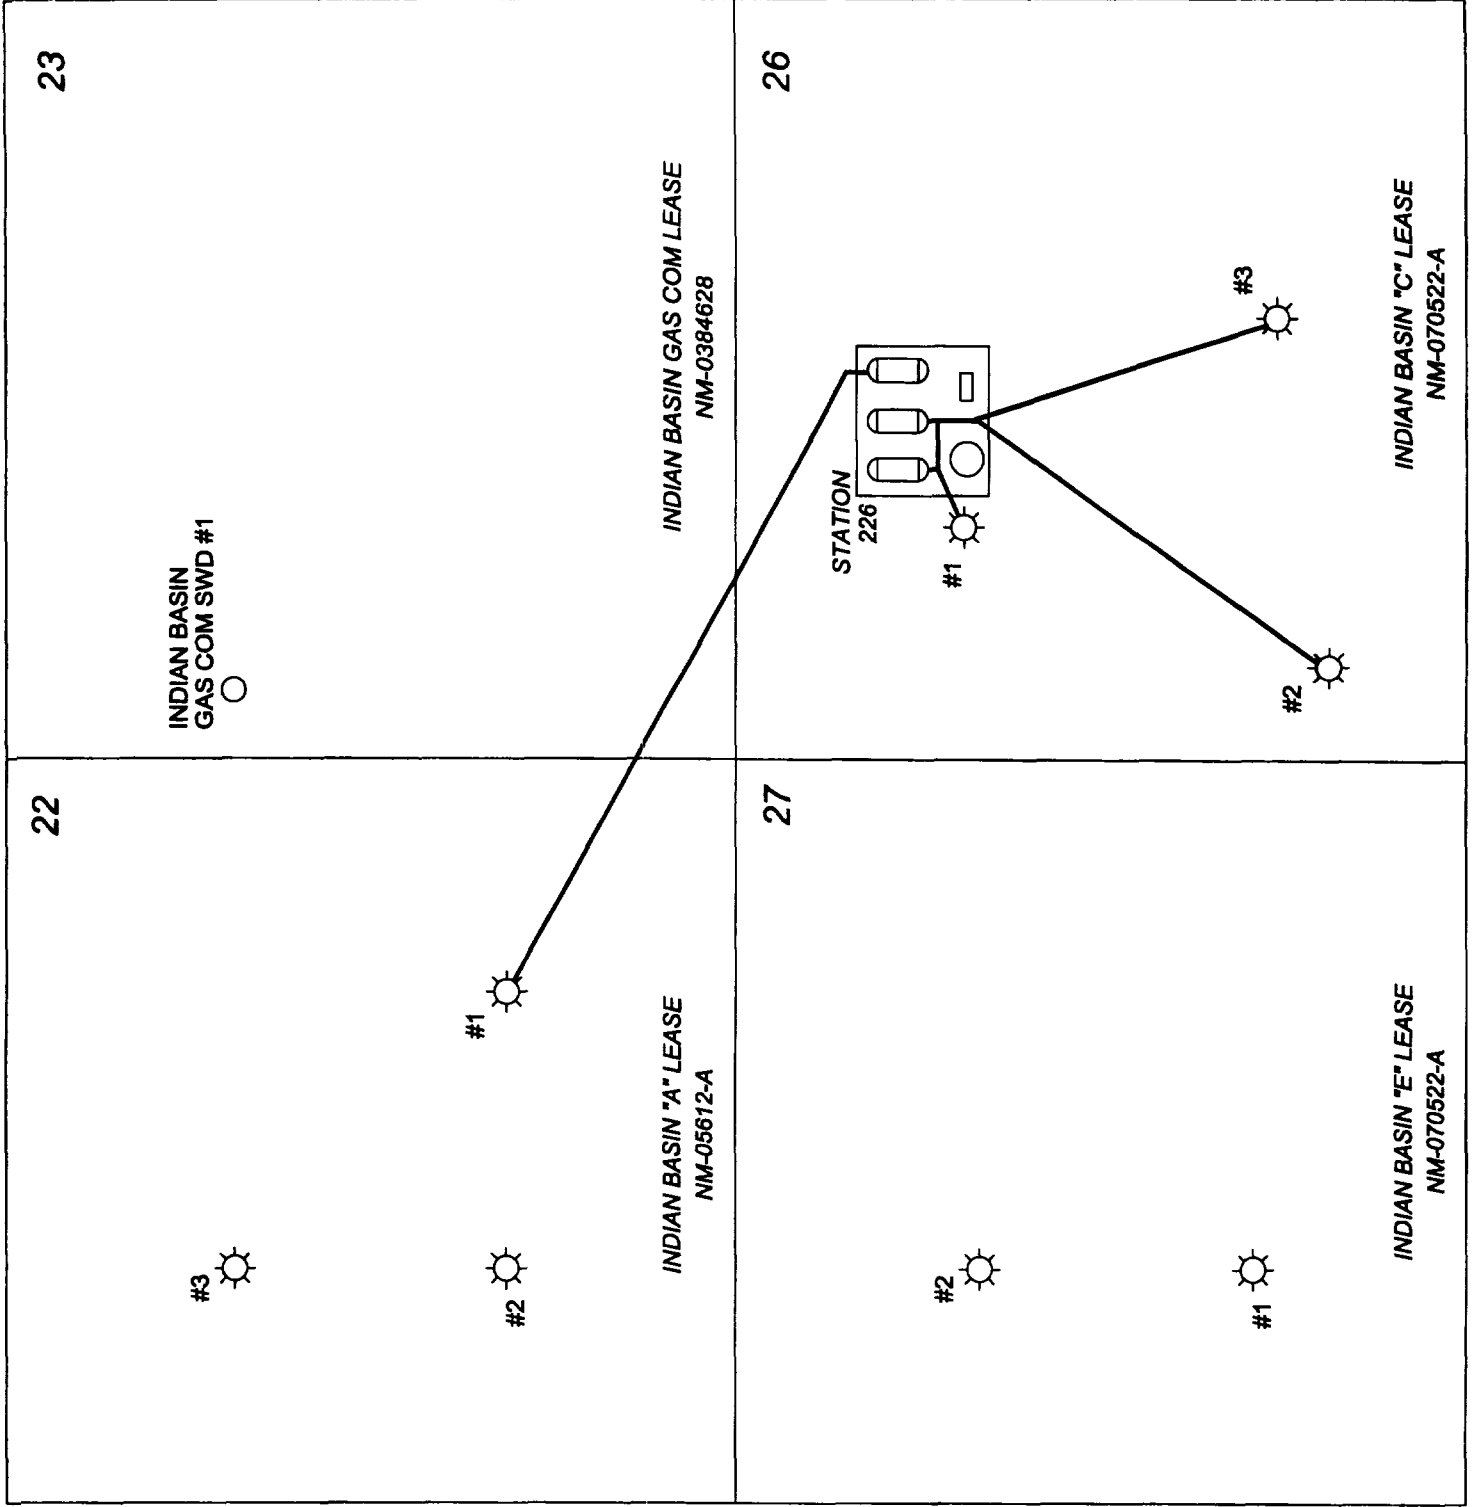 22
#3
#2
#1
INDIAN BASIN "A" LEASE
NM-05612-A
23
INDIAN BASIN
GAS COM SWD #1
INDIAN BASIN GAS COM LEASE
NM-0384628
27
#2
#1
INDIAN BASIN "E" LEASE
NM-070522-A
26
STATION
226
#1
#3
#2
INDIAN BASIN "C" LEASE
NM-070522-A